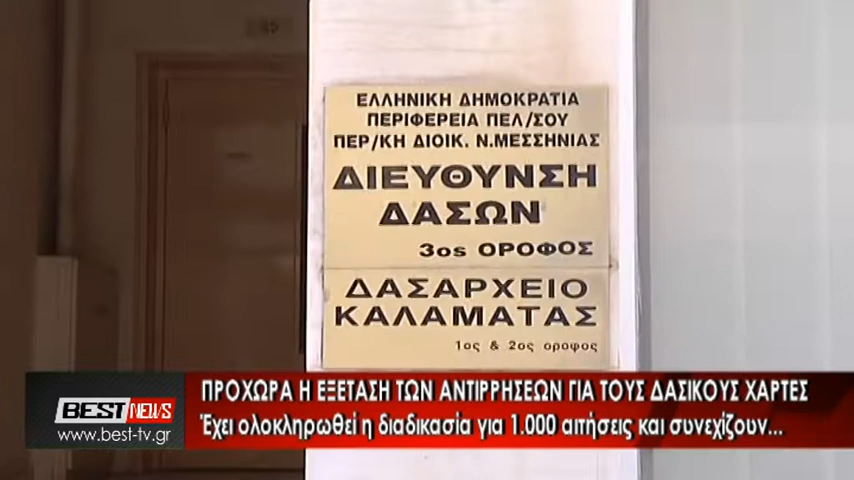 ΕΛΛΗΝΙΚΗ ΔΗΜΟΚΡΑΤΙΑ
ΠΕΡΙΦΕΡΕΙΑ ΠΕΛ/ΣΟΥ
ΠΕΡ/ΚΗ ΔΙΟΙΚ. Ν.ΜΕΣΣΗΝΙΑΣ
ΔΙΕΥΘΥΝΣΗ
ΔΑΣΩΝ
3ος ΟΡΟΦΟΣ
ΔΑΣΑΡΧΕΙΟ
ΚΑΛΑΜΑΤΑΣ
1ος & 2ος οροφος
BEST NEWS
www.best-tv.gr
ΠΡΟΧΩΡΑ Η ΕΞΕΤΑΣΗ ΤΩΝ ΑΝΤΙΡΡΗΣΕΩΝ ΓΙΑ ΤΟΥΣ ΔΑΣΙΚΟΥΣ ΧΑΡΤΕΣ
Έχει ολοκληρωθεί η διαδικασία για 1.000 αιτήσεις και συνεχίζουν...